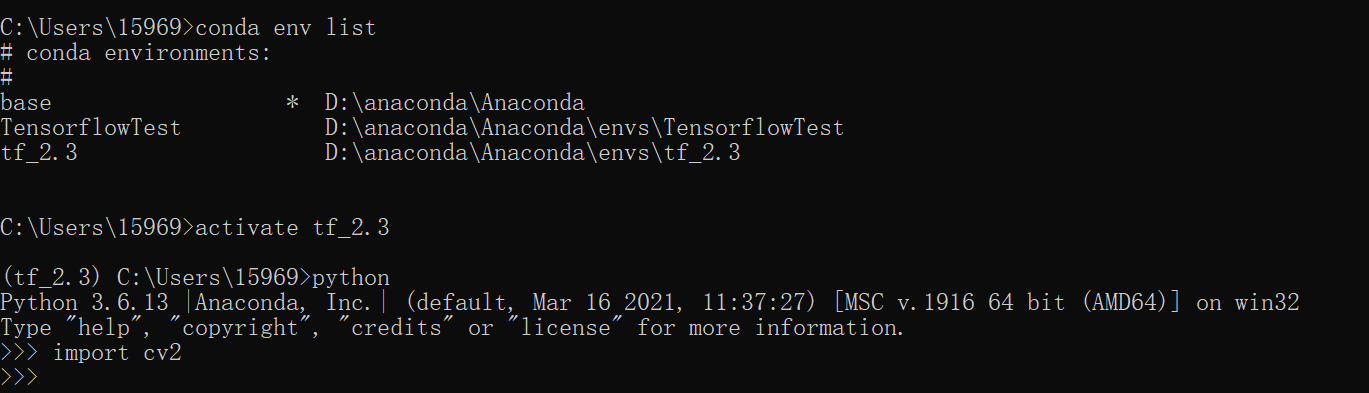 C:\Users\15969>conda env list
# conda environments:
#
base                  *  D:\anaconda\Anaconda
TensorflowTest           D:\anaconda\Anaconda\envs\TensorflowTest
tf_2.3                   D:\anaconda\Anaconda\envs\tf_2.3
C:\Users\15969>activate tf_2.3
(tf_2.3) C:\Users\15969>python
Python 3.6.13 |Anaconda, Inc.| (default, Mar 16 2021, 11:37:27) [MSC v.1916 64 bit (AMD64)] on win32
Type "help", "copyright", "credits" or "license" for more information.
>>> import cv2
>>>